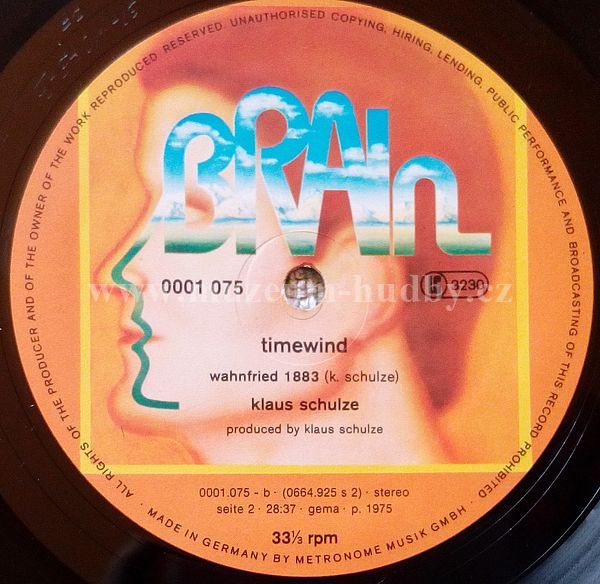 ALL RIGHTS OF THE PRODUCER AND OF THE OWNER OF THE WORK REPRODUCED RESERVED UNAUTHORISED COPYING, HIRING, LENDING, PUBLIC PERFORMANCE AND BROADCASTING OF THIS RECORD PROHIBITED
BRAIn
0001 075
LP 3230
www.muzeum-hudby.cz
timewind
wahnfried 1883 (k. schulze)
klaus schulze
produced by klaus schulze
0001.075 - b · (0664.925 s 2) · stereo
seite 2 · 28:37 · gema · p. 1975
33⅓ rpm
· MADE IN GERMANY BY METRONOME MUSIK GMBH ·